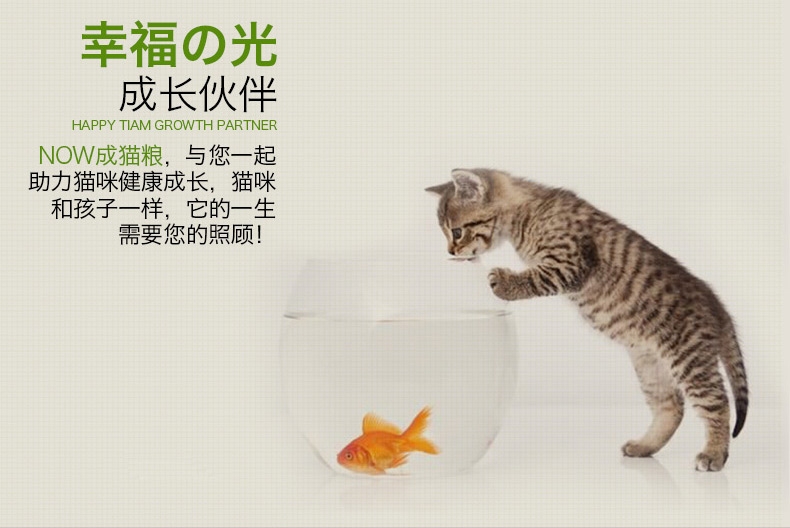 幸福の光
成长伙伴
HAPPY TIAM GROWTH PARTNER
NOW成猫粮，与您一起
助力猫咪健康成长，猫咪
和孩子一样，它的一生
需要您的照顾！